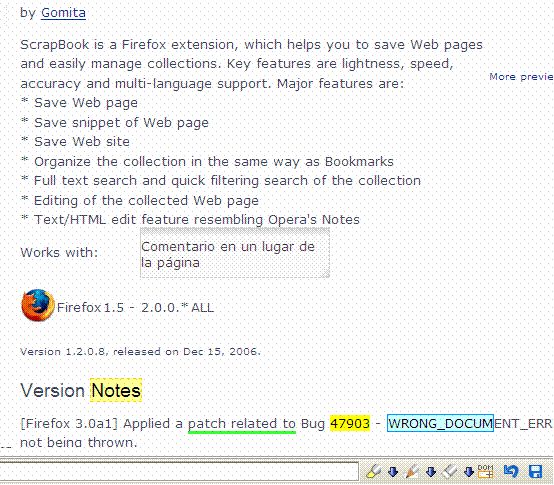 by Gomita
ScrapBook is a Firefox extension, which helps you to save Web pages
and easily manage collections. Key features are lightness, speed,
accuracy and multi-language support. Major features are:
More previe
* Save Web page
* Save snippet of Web page
* Save Web site
* Organize the collection in the same way as Bookmarks
* Full text search and quick filtering search of the collection
* Editing of the collected Web page
* Text/HTML edit feature resembling Opera's Notes
Works with:
Comentario en un lugar de
la página
Firefox 1.5 - 2.0.0.* ALL
Version 1.2.0.8, released on Dec 15, 2006.
Version Notes
[Firefox 3.0a1] Applied a patch related to Bug 47903 - WRONG_DOCUMENT_ERR
not being thrown.
DOM